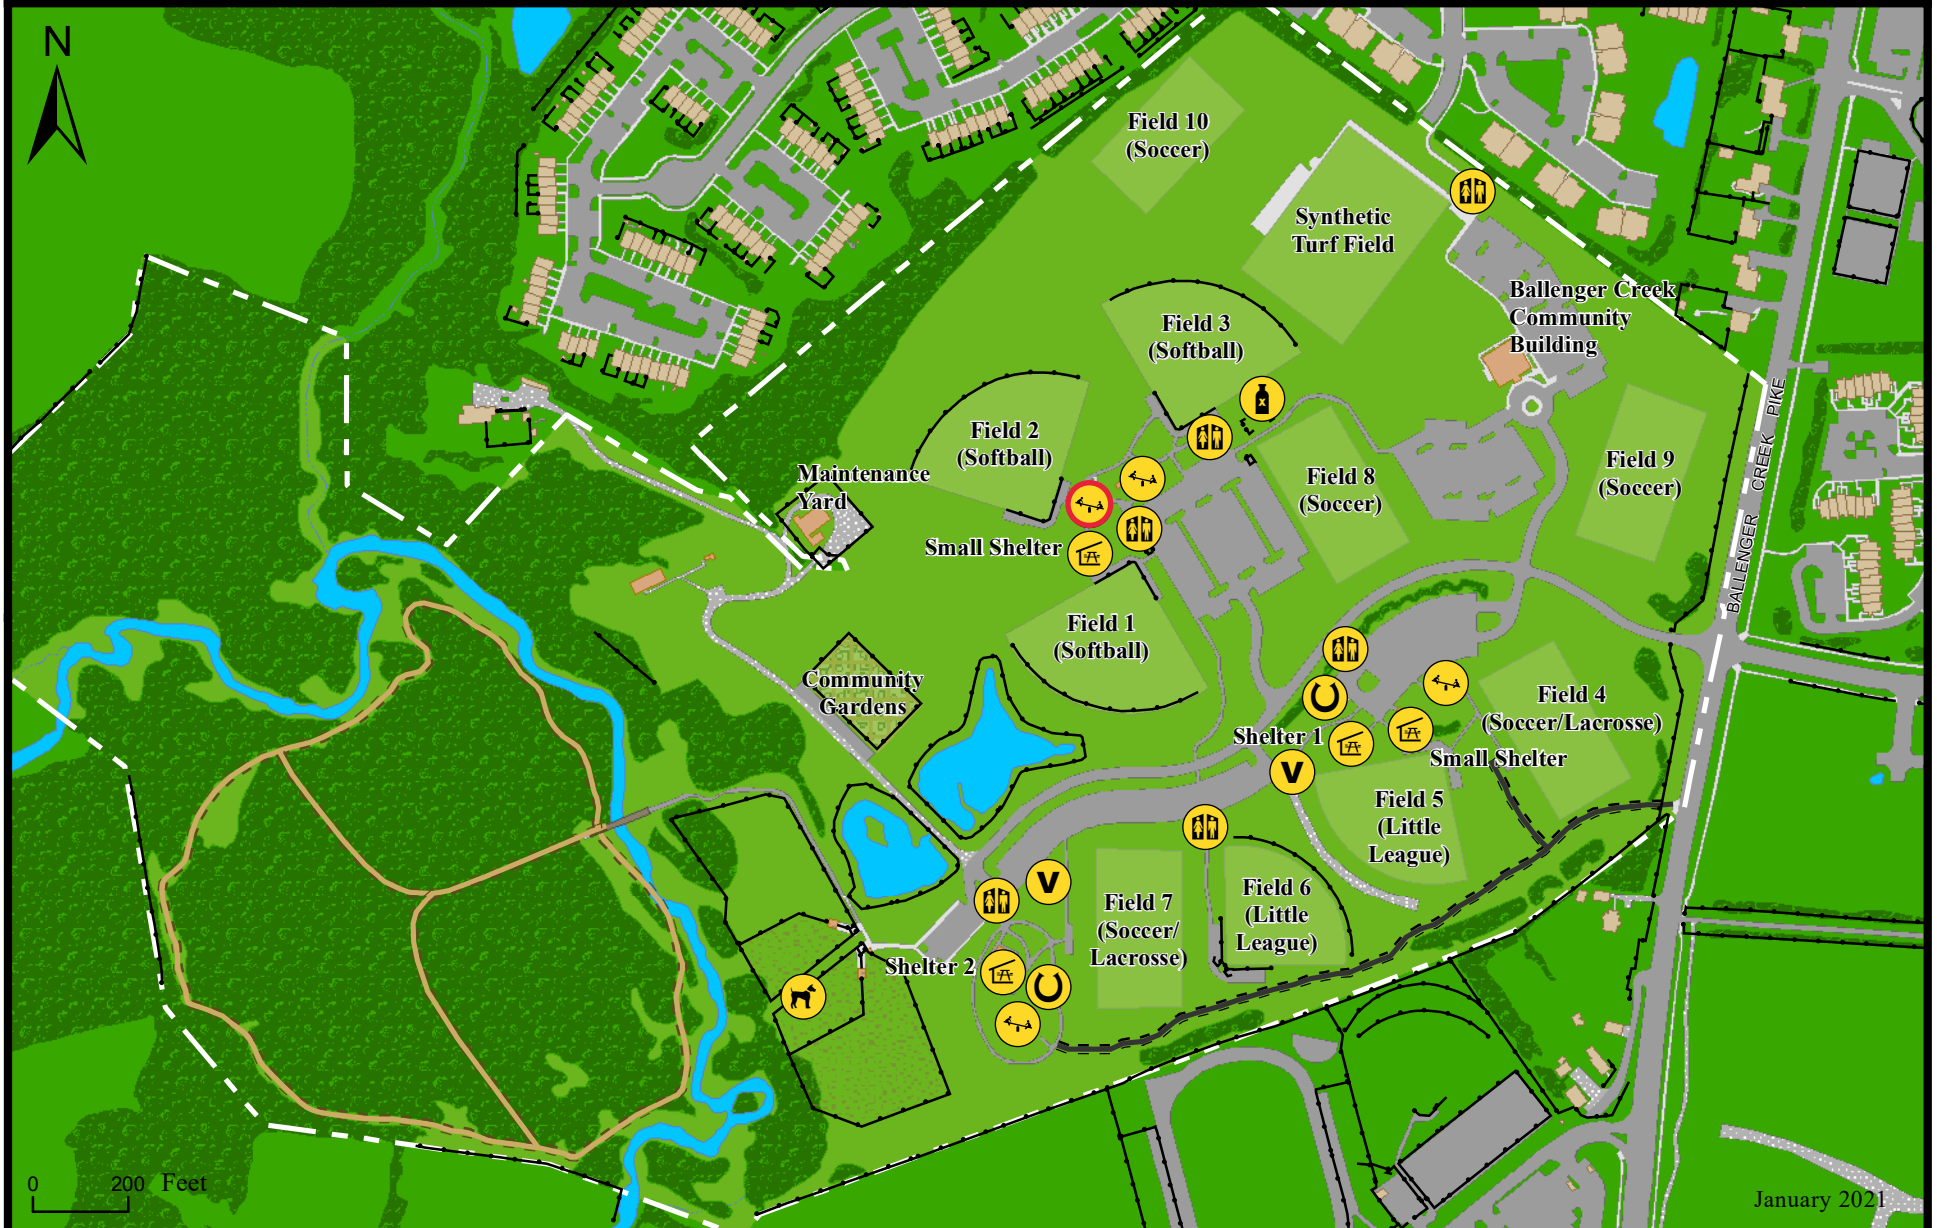 N
Field 10
(Soccer)
Synthetic
Turf Field
Ballenger Creek
Community
Building
Field 3
(Softball)
Field 2
(Softball)
Field 8
(Soccer)
Field 9
(Soccer)
BALLENGER CREEK PIKE
Maintenance
Yard
Small Shelter
Field 1
(Softball)
Community
Gardens
Field 4
(Soccer/Lacrosse)
Shelter 1
Small Shelter
V
Field 5
(Little
League)
V
Field 7
(Soccer/
Lacrosse)
Field 6
(Little
League)
Shelter 2
0 200 Feet
January 2021